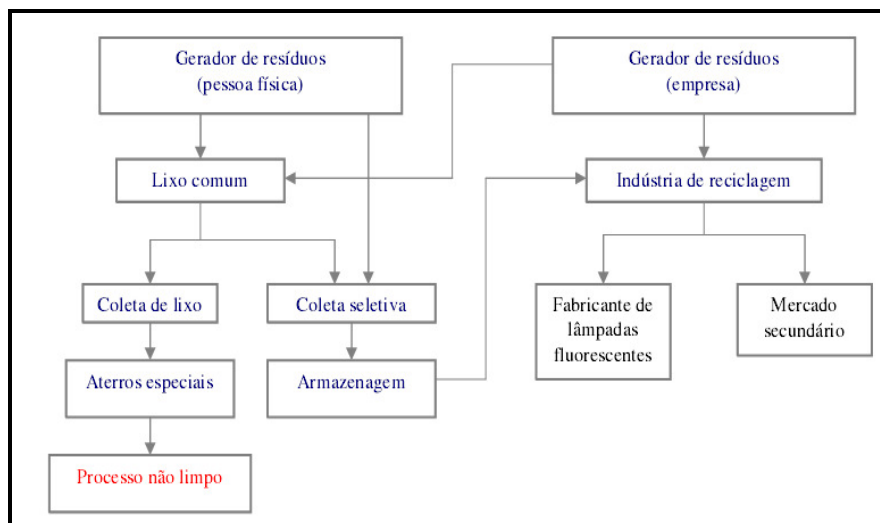 Gerador de resíduos
(pessoa física)
Gerador de resíduos
(empresa)
Lixo comum
Indústria de reciclagem
Coleta de lixo
Coleta seletiva
Fabricante de
lâmpadas
fluorescentes
Mercado
secundário
Aterros especiais
Armazenagem
Processo não limpo